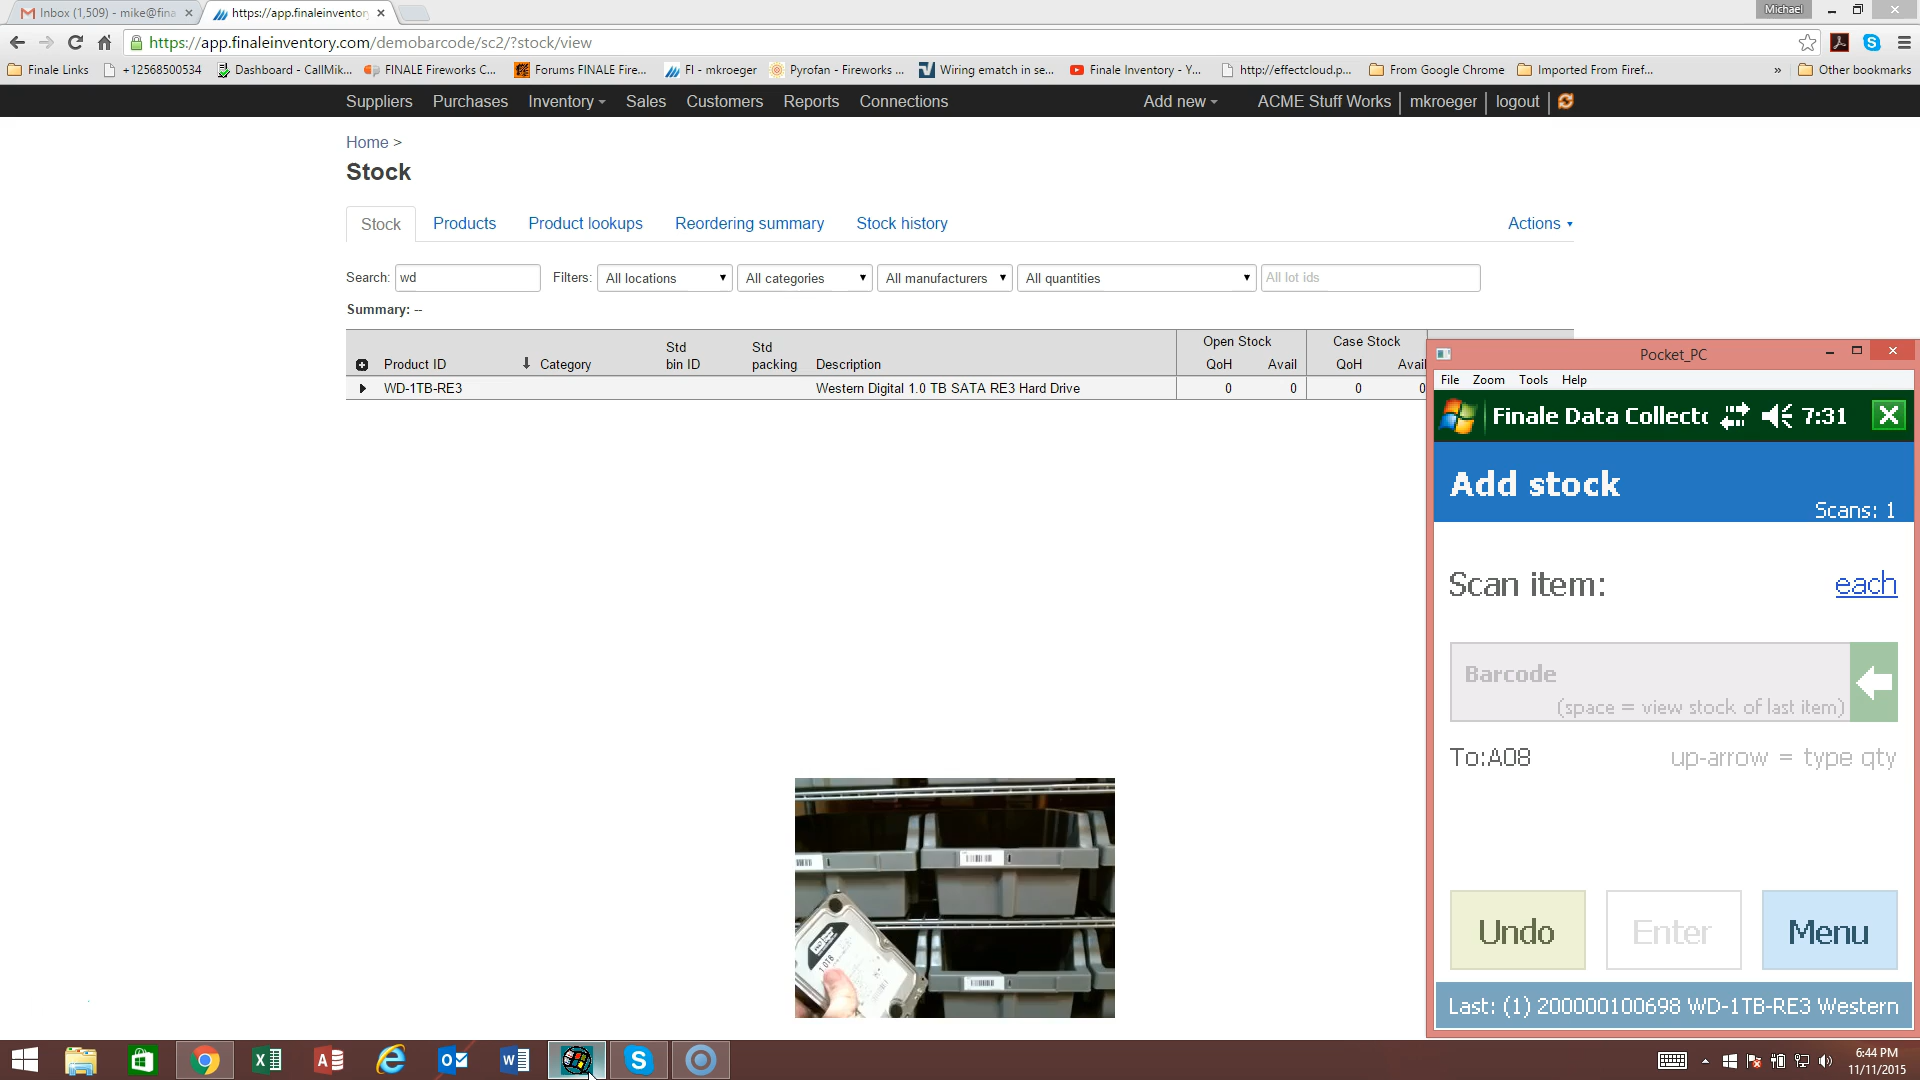 Inbox (1,509) - mike@fina
https://app.finaleinventory
Michael
https://app.finaleinventory.com/demobarcode/sc2/?stock/view
Finale Links
+12568500534
Dashboard - CallMik...
FINALE Fireworks C...
Forums FINALE Fire...
FI - mkroeger
Pyrofan - Fireworks ...
Wiring ematch in se...
Finale Inventory - Y...
http://effectcloud.p...
From Google Chrome
Imported From Firef...
»
Other bookmarks
Suppliers Purchases Inventory Sales Customers Reports Connections Add new ACME Stuff Works mkroeger logout
Home >
Stock
Stock Products Product lookups Reordering summary Stock history Actions
Search: wd Filters: All locations All categories All manufacturers All quantities All lot ids
Summary: --
Open Stock Case Stock
Std Std
Product ID Category bin ID packing Description QoH Avail QoH Avail
WD-1TB-RE3 Western Digital 1.0 TB SATA RE3 Hard Drive 0 0 0 0
Pocket_PC
File Zoom Tools Help
Finale Data Collecto 7:31
Add stock
Scans: 1
Scan item: each
Barcode
(space = view stock of last item)
To:A08 up-arrow = type qty
Undo Enter Menu
Last: (1) 200000100698 WD-1TB-RE3 Western
1.0TB
6:44 PM
11/11/2015